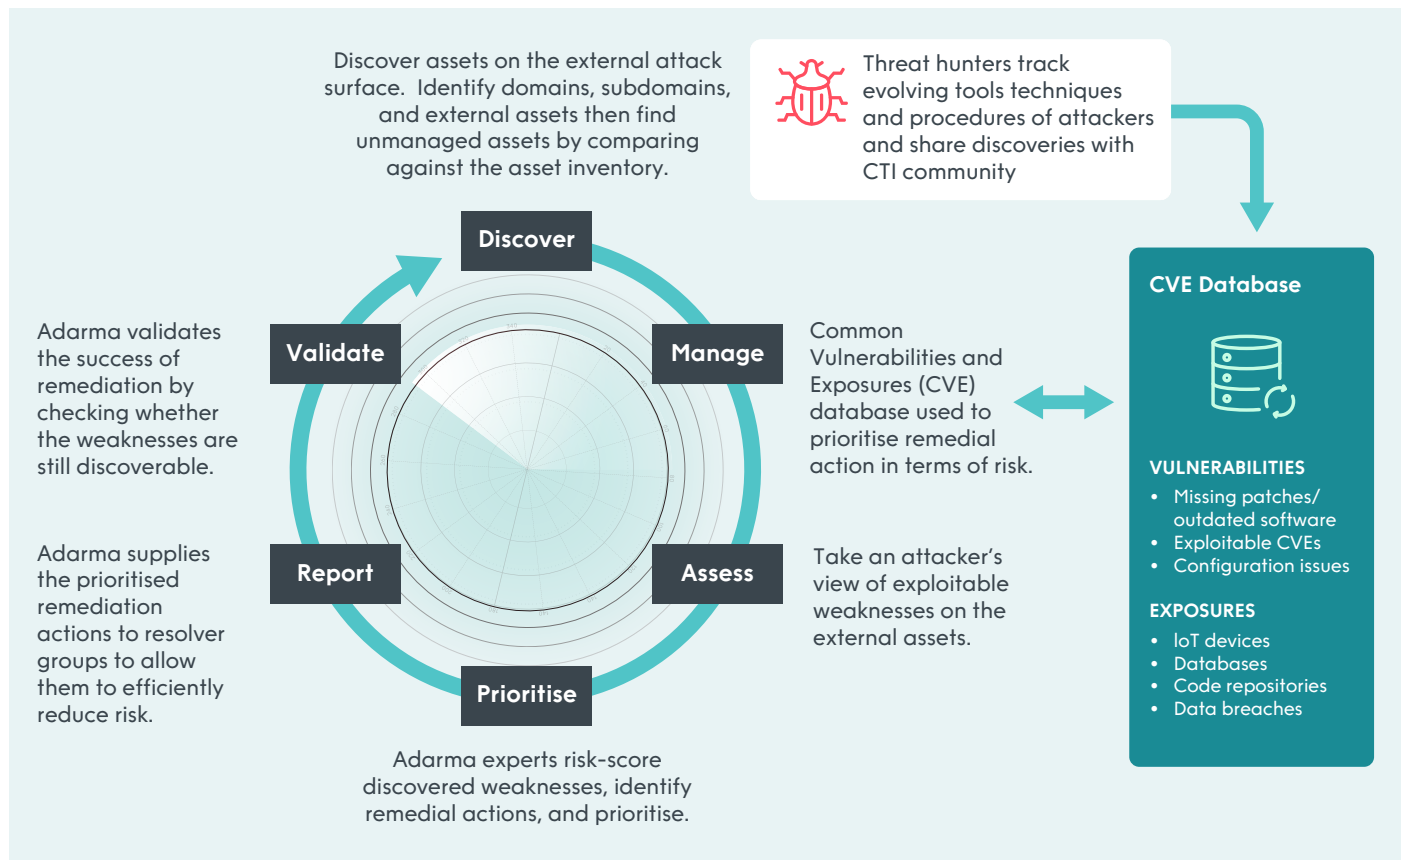 Discover assets on the external attack
surface. Identify domains, subdomains,
and external assets then find
unmanaged assets by comparing
against the asset inventory.
Threat hunters track
evolving tools techniques
and procedures of attackers
and share discoveries with
CTI community
Discover
Validate
Manage
Report
Assess
Prioritise
Adarma validates
the success of
remediation by
checking whether
the weaknesses are
still discoverable.
Common
Vulnerabilities and
Exposures (CVE)
database used to
prioritise remedial
action in terms of risk.
Adarma supplies
the prioritised
remediation
actions to resolver
groups to allow
them to efficiently
reduce risk.
Take an attacker's
view of exploitable
weaknesses on the
external assets.
Adarma experts risk-score
discovered weaknesses, identify
remedial actions, and prioritise.
CVE Database
VULNERABILITIES
• Missing patches/
outdated software
• Exploitable CVEs
• Configuration issues
EXPOSURES
• IoT devices
• Databases
• Code repositories
• Data breaches